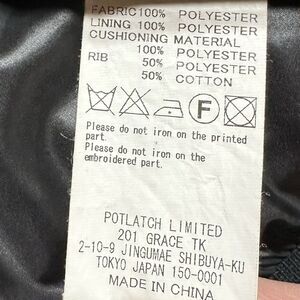 FABRIC100% POLYESTER
LINING 100% POLYESTER
CUSHIONING MATERIAL
100% POLYESTER
RIB 50% POLYESTER
50% COTTON
F
Please do not iron on the printed
part.
Please do not iron on the
embroidered part.
POTLATCH LIMITED
201 GRACE TK
2-10-9 JINGUMAE SHIBUYA-KU
TOKYO JAPAN 150-0001
MADE IN CHINA